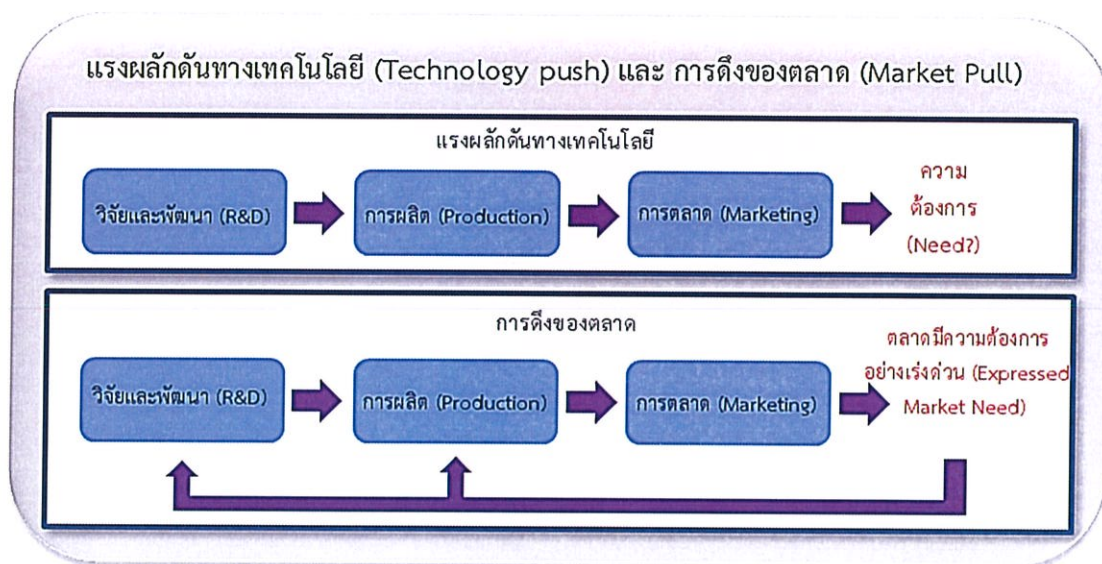 แรงผลักดันทางเทคโนโลยี (Technology push) และ การดึงของตลาด (Market Pull)
แรงผลักดันทางเทคโนโลยี
วิจัยและพัฒนา (R&D)
การผลิต (Production)
การตลาด (Marketing)
ความ
ต้องการ
(Need?)
การดึงของตลาด
วิจัยและพัฒนา (R&D)
การผลิต (Production)
การตลาด (Marketing)
ตลาดมีความต้องการ
อย่างเร่งด่วน (Expressed
Market Need)